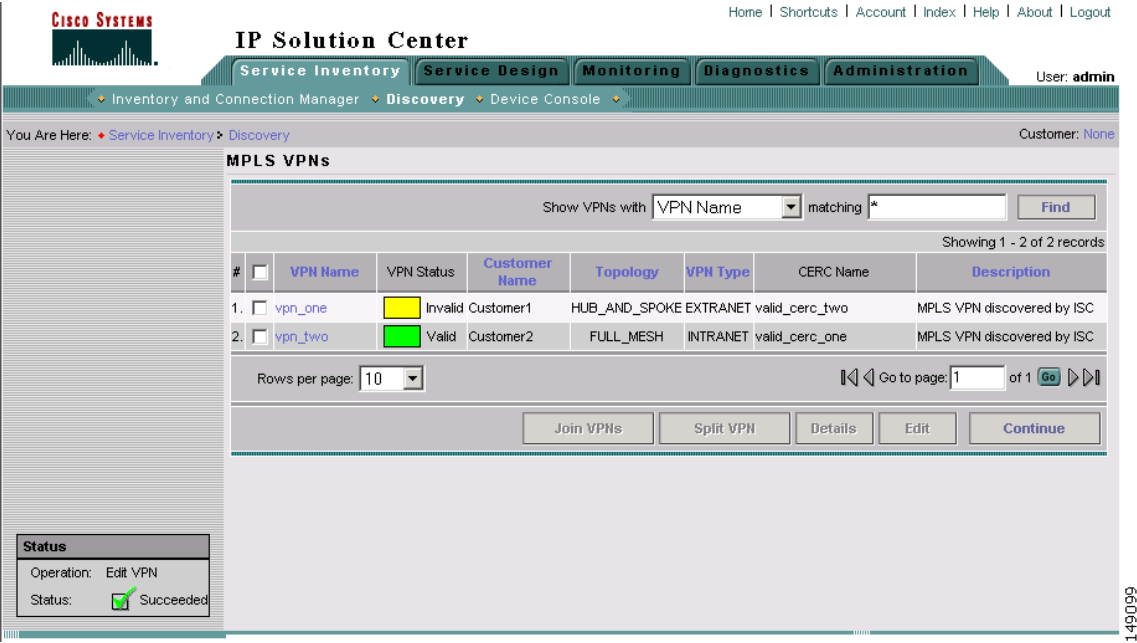 Home | Shortcuts | Account | Index | Help | About | Logout
CISCO SYSTEMS
IP Solution Center
Service Inventory Service Design Monitoring Diagnostics Administration
User: admin
Inventory and Connection Manager Discovery Device Console
You Are Here: Service Inventory Discovery Customer: None
MPLS VPNs
Show VPNs with VPN Name matching * Find
Showing 1 - 2 of 2 records
# VPN Name VPN Status Customer Name Topology VPN Type CERC Name Description
1. vpn_one Invalid Customer1 HUB_AND_SPOKE EXTRANET valid_cerc_two MPLS VPN discovered by ISC
2. vpn_two Valid Customer2 FULL_MESH INTRANET valid_cerc_one MPLS VPN discovered by ISC
Rows per page: 10 Go to page: 1 of 1 Go
Join VPNs Split VPN Details Edit Continue
Status
Operation: Edit VPN
Status: Succeeded
149099